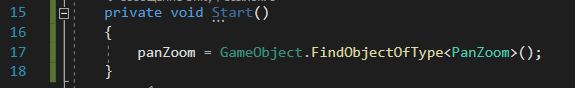 15 private void Start()
16 {
17 panZoom = GameObject.FindObjectOfType<PanZoom>();
18 }